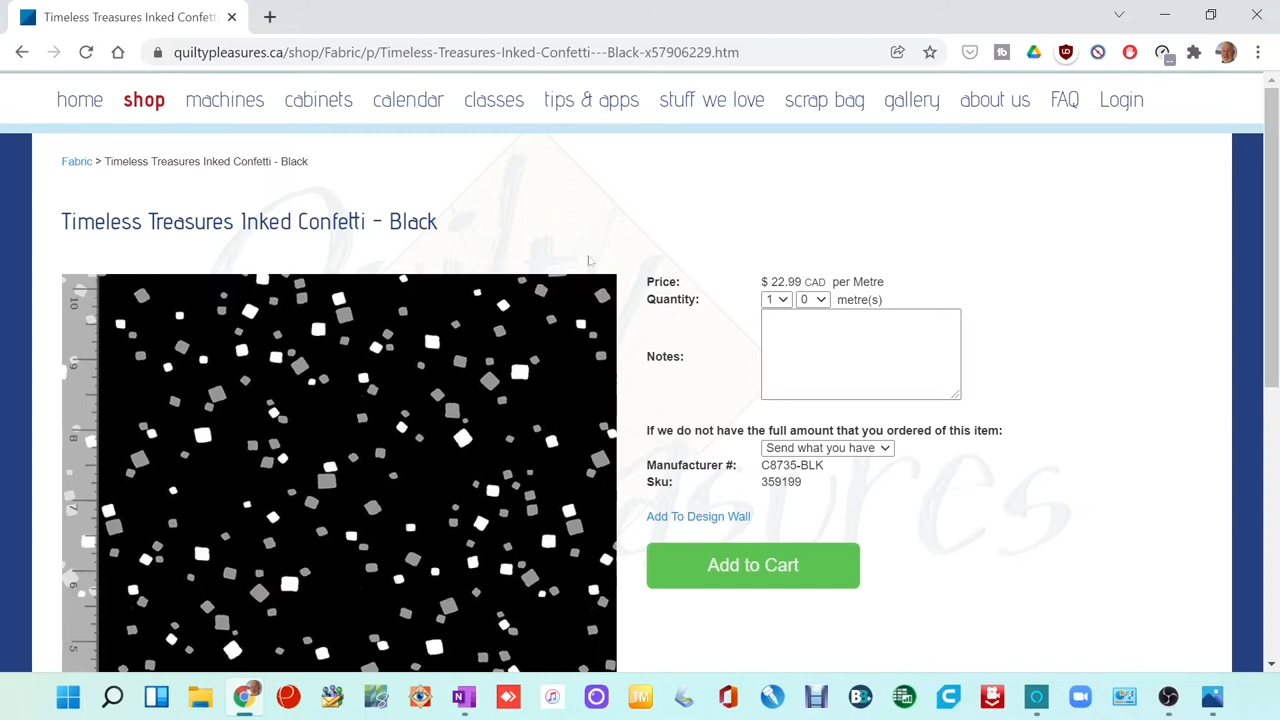 Timeless Treasures Inked Confetti
quiltypleasures.ca/shop/Fabric/p/Timeless-Treasures-Inked-Confetti---Black-x57906229.htm
home shop machines cabinets calendar classes tips & apps stuff we love scrap bag gallery about us FAQ Login
Fabric > Timeless Treasures Inked Confetti - Black
Timeless Treasures Inked Confetti - Black
Price: $ 22.99 CAD per Metre
Quantity: 1 0 metre(s)
Notes:
If we do not have the full amount that you ordered of this item:
Send what you have
Manufacturer #: C8735-BLK
Sku: 359199
Add To Design Wall
Add to Cart
10
9
8
7
6
5